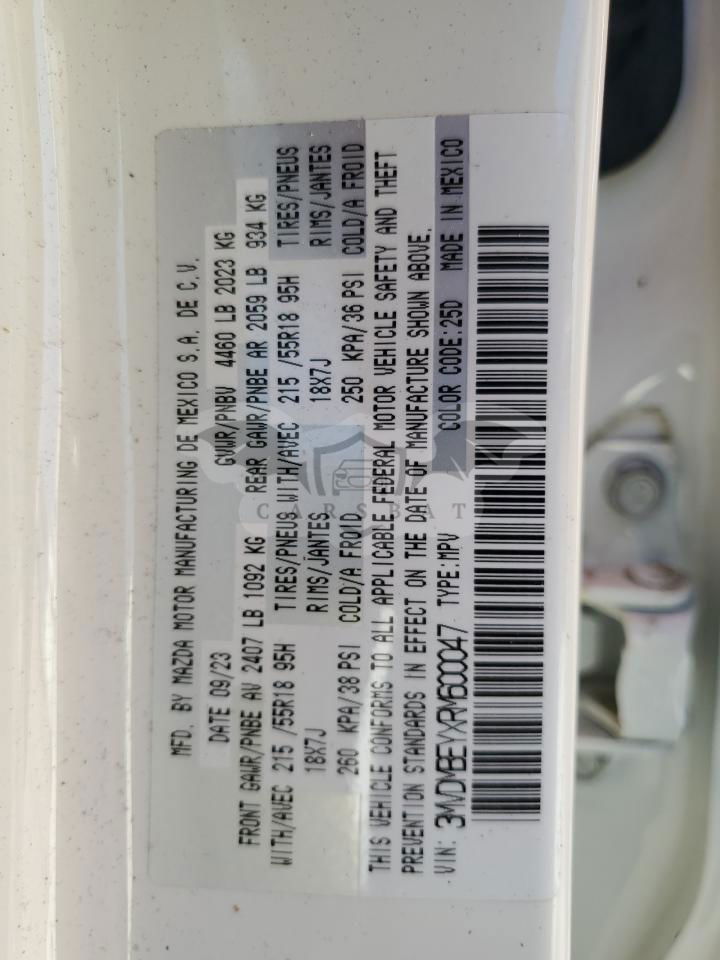 MFD. BY MAZDA MOTOR MANUFACTURING DE MEXICO S.A. DE C.V.
DATE 09/23 GVWR/PNBV 4460 LB 2023 KG
FRONT GAWR/PNBE AV 2407 LB 1092 KG REAR GAWR/PNBE AR 2059 LB 934 KG
WITH/AVEC 215 /55R18 95H TIRES/PNEUS WITH/AVEC 215 /55R18 95H TIRES/PNEUS
18X7J RIMS/JANTES 18X7J RIMS/JANTES
260 KPA/38 PSI COLD/A FROID 250 KPA/36 PSI COLD/A FROID
THIS VEHICLE CONFORMS TO ALL APPLICABLE FEDERAL MOTOR VEHICLE SAFETY AND THEFT
PREVENTION STANDARDS IN EFFECT ON THE DATE OF MANUFACTURE SHOWN ABOVE.
VIN: 3MVDMBEYXRM600047 TYPE:MPV COLOR CODE:25D MADE IN MEXICO
CARSBAT